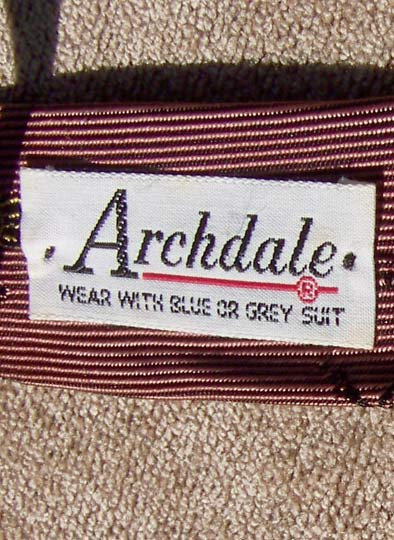 Archdale
®
WEAR WITH BLUE OR GREY SUIT